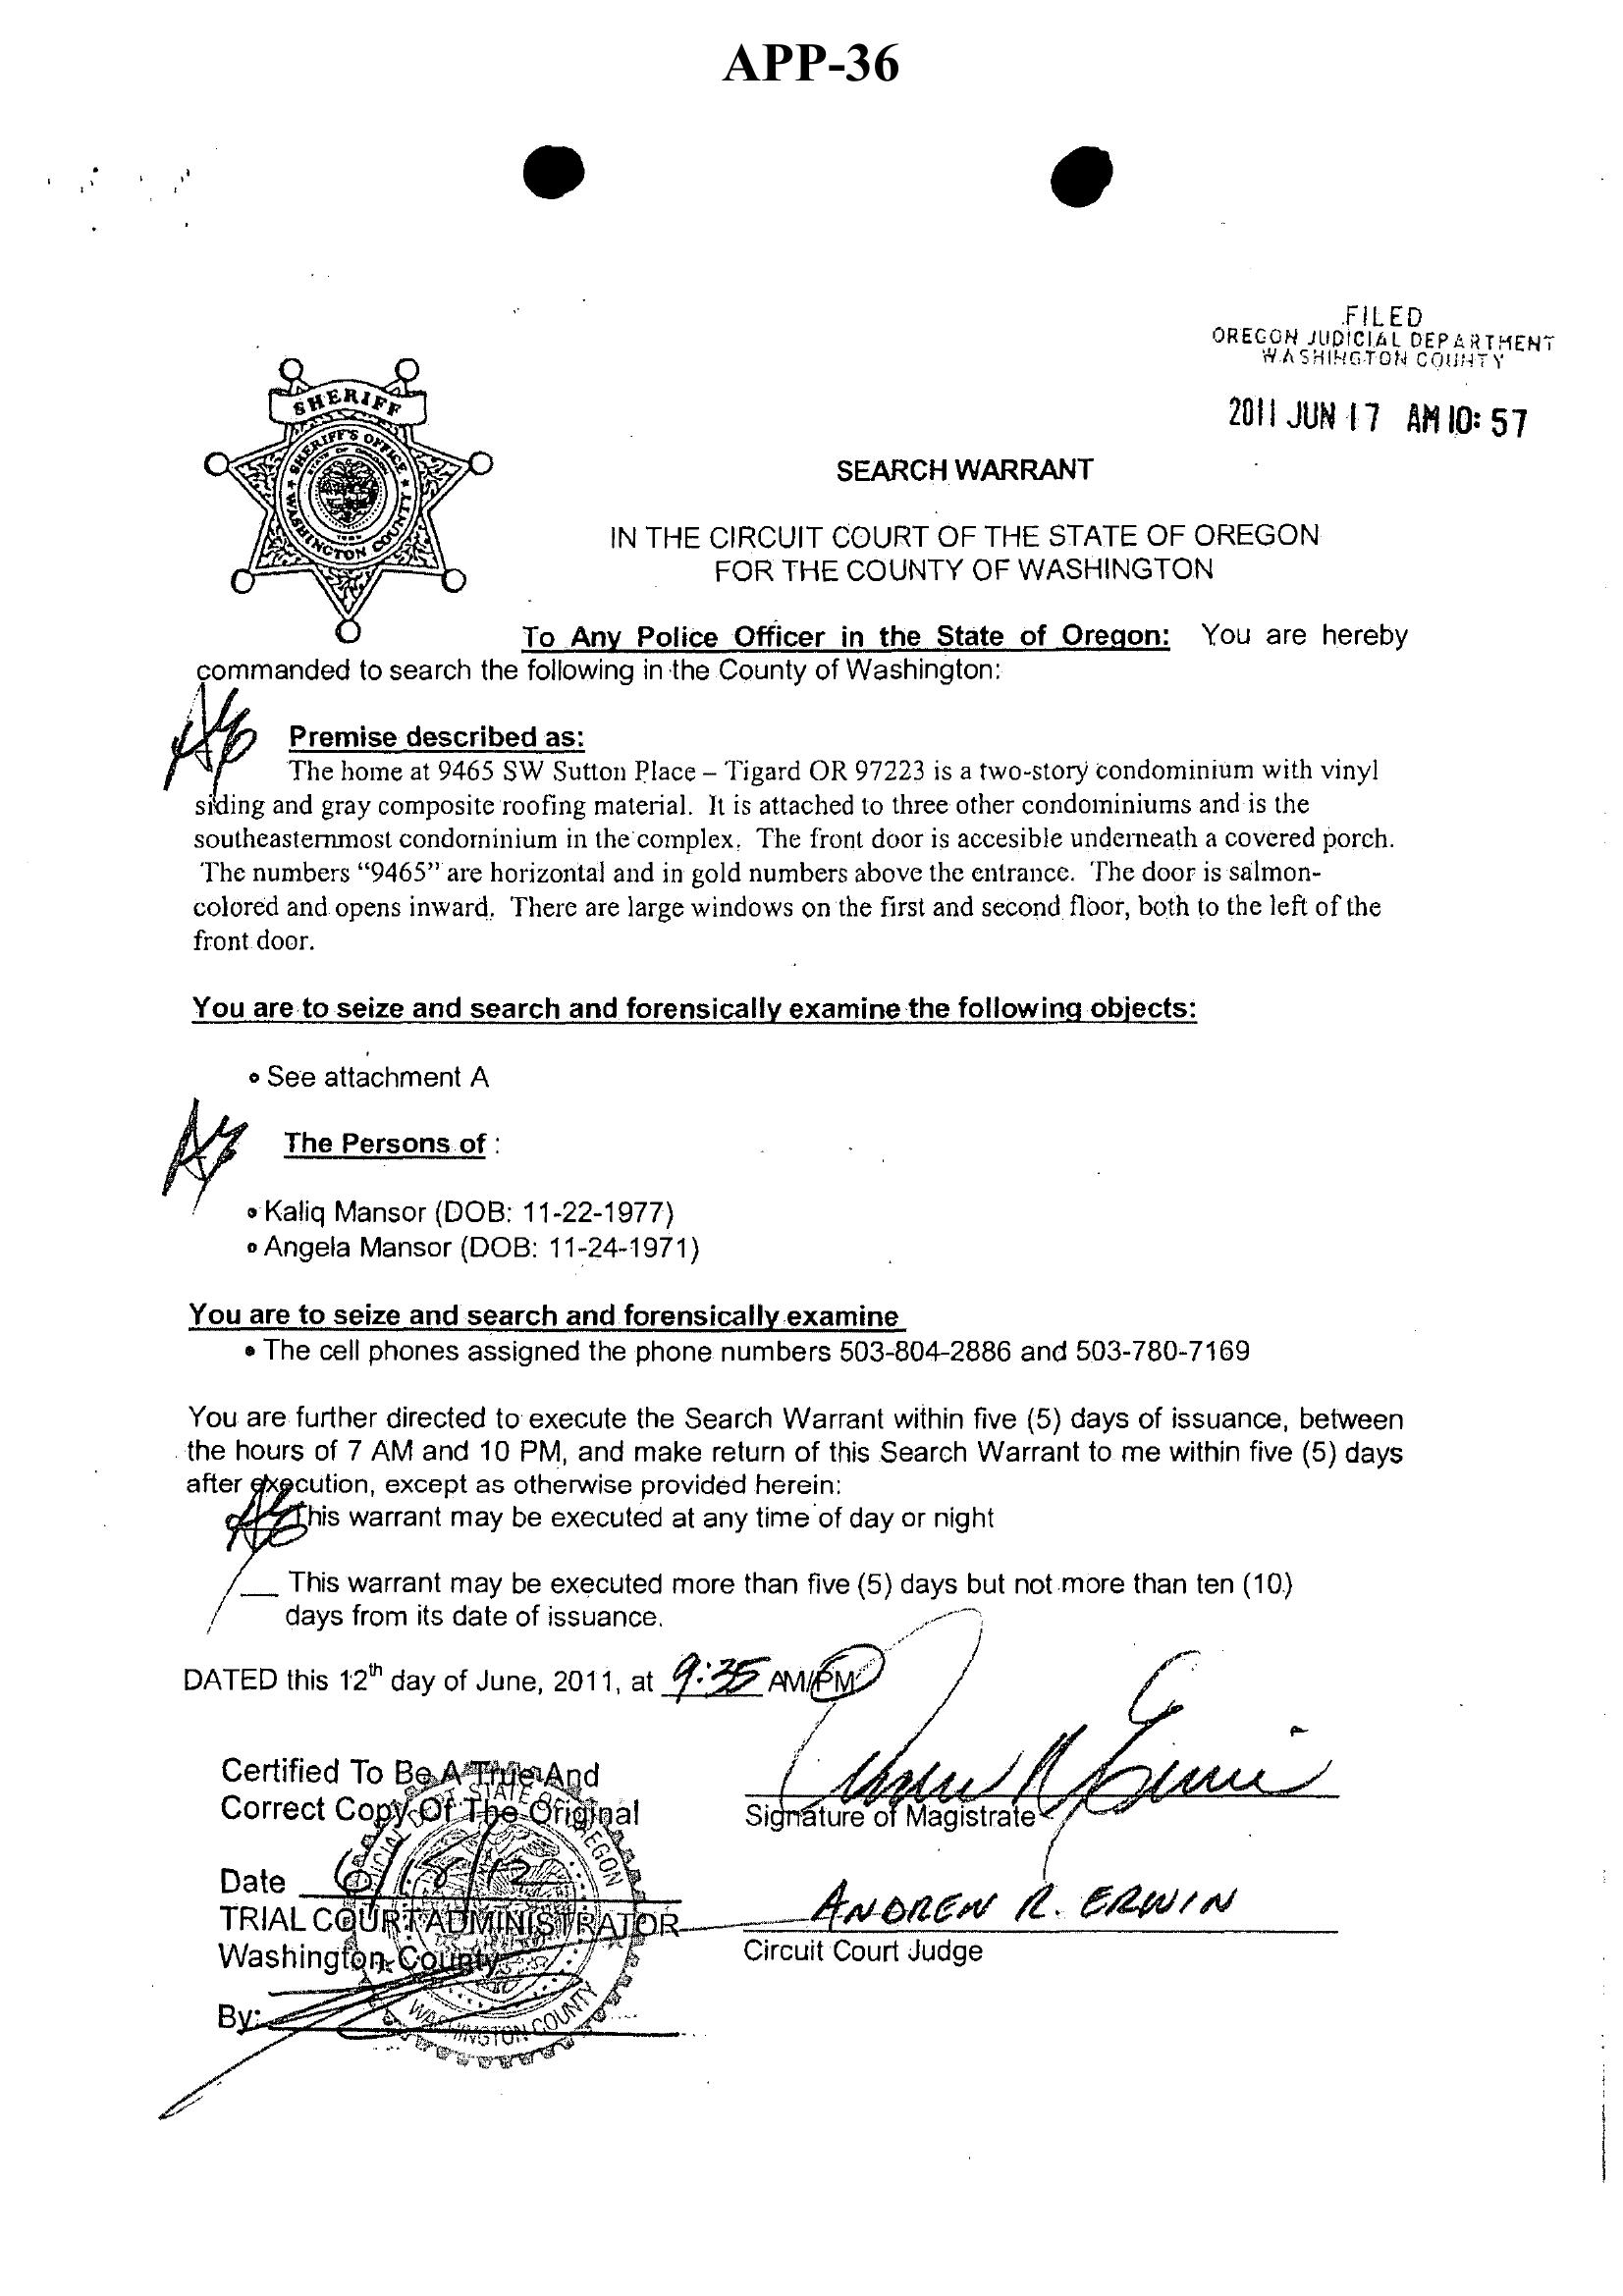 APP-36
FILED
OREGON JUDICIAL DEPARTMENT
WASHINGTON COUNTY
2011 JUN 17 AM 10: 57
SHERIFF
SHERIFF'S OFFICE
STATE OF OREGON
WASHINGTON COUNTY
SEARCH WARRANT
IN THE CIRCUIT COURT OF THE STATE OF OREGON
FOR THE COUNTY OF WASHINGTON
To Any Police Officer in the State of Oregon: You are hereby
commanded to search the following in the County of Washington:
Premise described as:
The home at 9465 SW Sutton Place – Tigard OR 97223 is a two-story condominium with vinyl
siding and gray composite roofing material. It is attached to three other condominiums and is the
southeasternmost condominium in the complex. The front door is accesible underneath a covered porch.
The numbers “9465” are horizontal and in gold numbers above the entrance. The door is salmon-
colored and opens inward. There are large windows on the first and second floor, both to the left of the
front door.
You are to seize and search and forensically examine the following objects:
• See attachment A
The Persons of :
• Kaliq Mansor (DOB: 11-22-1977)
• Angela Mansor (DOB: 11-24-1971)
You are to seize and search and forensically examine
• The cell phones assigned the phone numbers 503-804-2886 and 503-780-7169
You are further directed to execute the Search Warrant within five (5) days of issuance, between
the hours of 7 AM and 10 PM, and make return of this Search Warrant to me within five (5) days
after execution, except as otherwise provided herein:
This warrant may be executed at any time of day or night
__ This warrant may be executed more than five (5) days but not more than ten (10)
days from its date of issuance.
DATED this 12th day of June, 2011, at 9:35 AM/PM
Certified To Be A True And
Correct Copy Of The Original
Date 6/18/12
TRIAL COURT ADMINISTRATOR
Washington County
By:
WASHINGTON COUNTY
Signature of Magistrate
ANDREW R. ERWIN
Circuit Court Judge